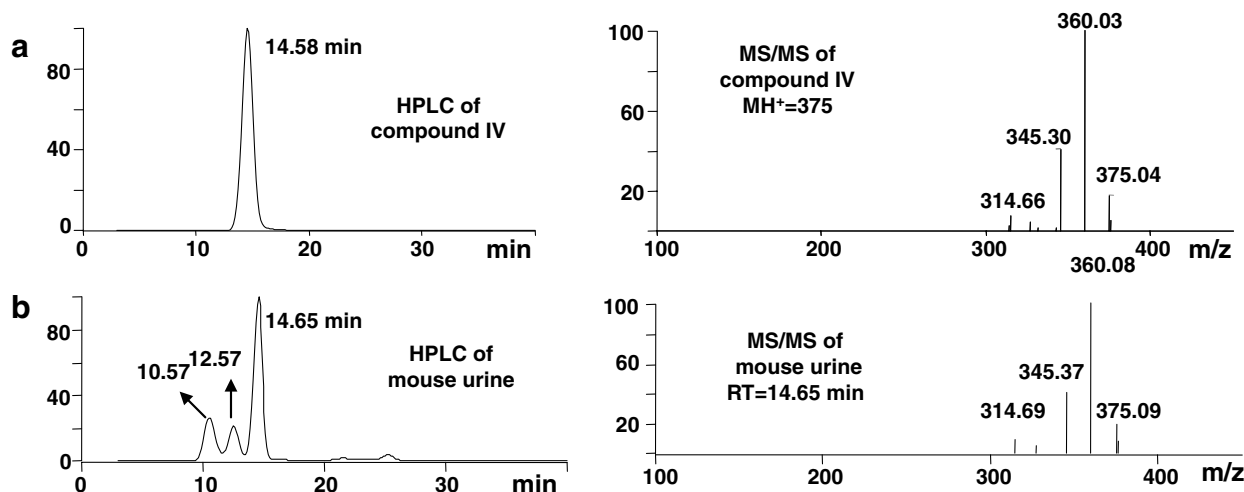 a
80
40
0
0
10
20
30
min
14.58 min
HPLC of
compound IV
100
60
20
100
200
300
400
m/z
MS/MS of
compound IV
MH+=375
360.03
345.30
375.04
314.66
b
80
40
0
0
10
20
30
min
10.57
12.57
14.65 min
HPLC of
mouse urine
100
60
20
100
200
300
400
m/z
MS/MS of
mouse urine
RT=14.65 min
360.08
345.37
314.69
375.09